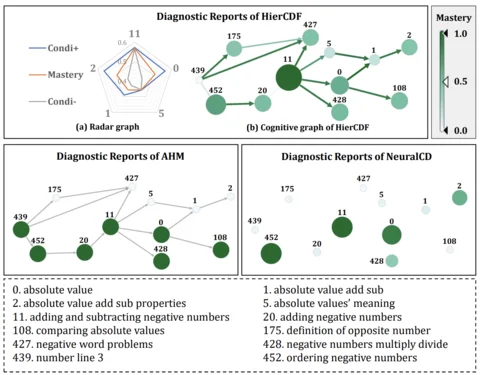 Diagnostic Reports of HierCDF
Mastery
Condi+
Mastery
Condi-
11
0.6
0.5
0.4
2
0
1
5
(a) Radar graph
427
175
5
2
1
439
11
0
452
20
428
108
(b) Cognitive graph of HierCDF
1.0
0.5
0.0
Diagnostic Reports of AHM
427
175
5
2
1
439
11
0
452
20
428
108
Diagnostic Reports of NeuralCD
427
175
5
2
1
439
11
0
452
20
428
108
0. absolute value
2. absolute value add sub properties
11. adding and subtracting negative numbers
108. comparing absolute values
427. negative word problems
439. number line 3
1. absolute value add sub
5. absolute values' meaning
20. adding negative numbers
175. definition of opposite number
428. negative numbers multiply divide
452. ordering negative numbers